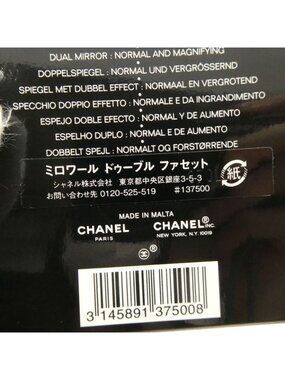 DUAL MIRROR : NORMAL AND MAGNIFYING
DOPPELSPIEGEL : NORMAL UND VERGRÖSSERND
SPIEGEL MET DUBBEL EFFECT : NORMAAL EN VERGROTEND
SPECCHIO DOPPIO EFFETTO : NORMALE E DA INGRANDIMENTO
ESPEJO DOBLE EFECTO : NORMAL Y DE AUMENTO
ESPELHO DUPLO : NORMAL E DE AUMENTO
DOBBELT SPEJL : NORMALT OG FORSTØRRENDE
ミロワール ドゥーブル ファセット
シャネル株式会社 東京都中央区銀座3-5-3
お問い合わせ先 0120-525-519 #137500
紙
MADE IN MALTA
CHANEL CHANEL INC.
PARIS NEW YORK, N.Y. 10019
3 145891 375008